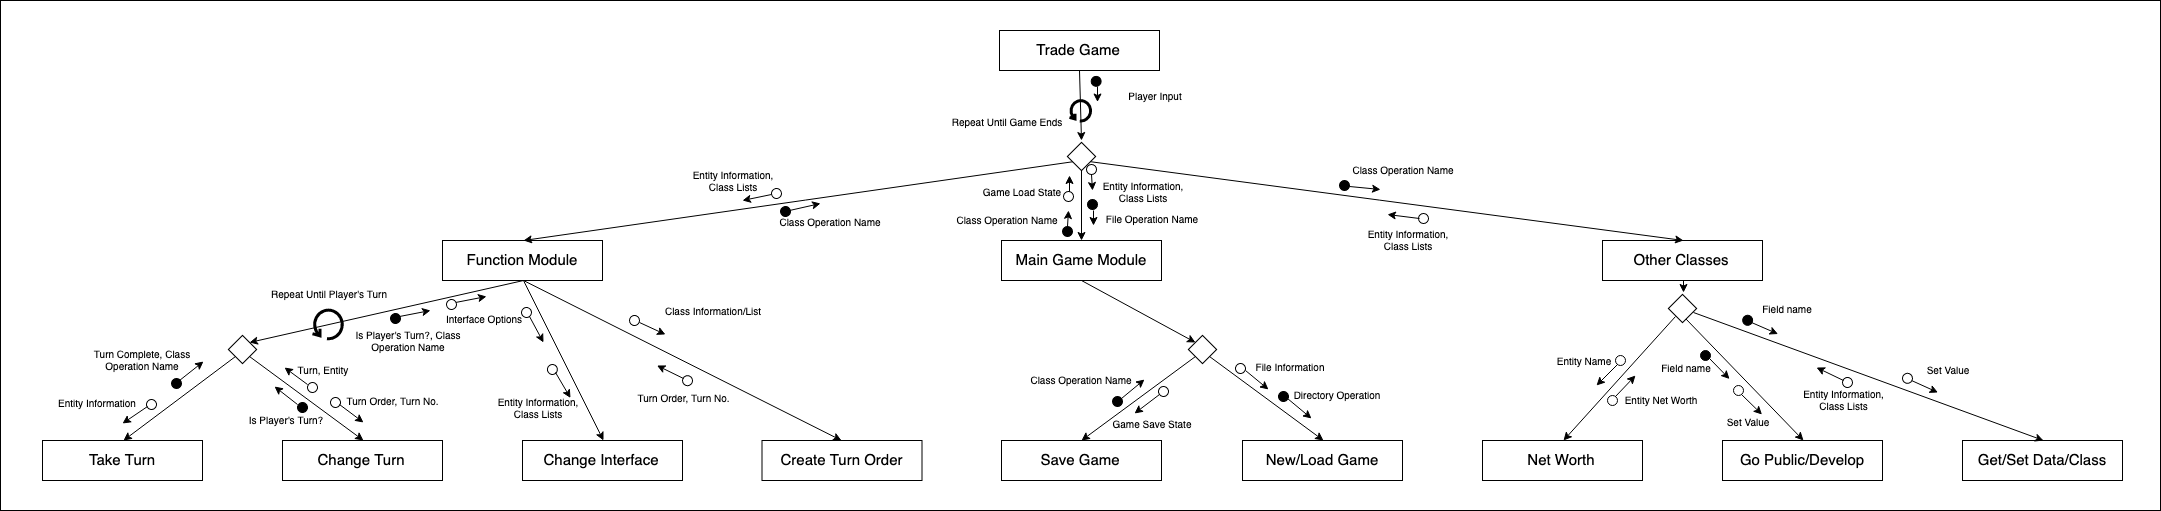 Trade Game
Player Input
Repeat Until Game Ends
Entity Information,
Class Lists
Class Operation Name
Game Load State
Entity Information,
Class Lists
Class Operation Name
File Operation Name
Class Operation Name
Entity Information,
Class Lists
Function Module
Main Game Module
Other Classes
Repeat Until Player's Turn
Interface Options
Is Player's Turn?, Class
Operation Name
Class Information/List
Turn Complete, Class
Operation Name
Turn, Entity
Entity Information
Turn Order, Turn No.
Is Player's Turn?
Entity Information,
Class Lists
Turn Order, Turn No.
Class Operation Name
Game Save State
File Information
Directory Operation
Field name
Entity Name
Field name
Entity Net Worth
Set Value
Entity Information,
Class Lists
Set Value
Take Turn
Change Turn
Change Interface
Create Turn Order
Save Game
New/Load Game
Net Worth
Go Public/Develop
Get/Set Data/Class